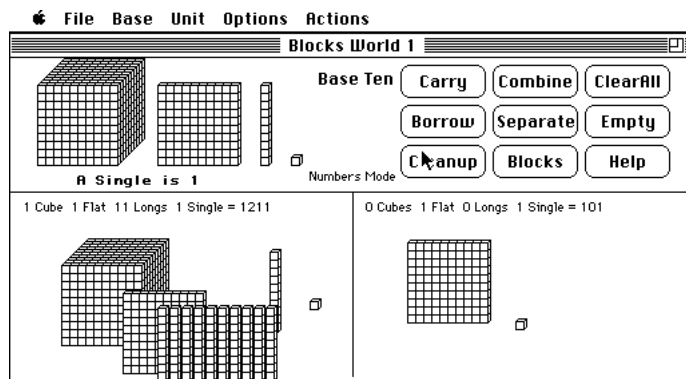 File Base Unit Options Actions
Blocks World 1
Base Ten
Carry Combine ClearAll
Borrow Separate Empty
Cleanup Blocks Help
A Single is 1
Numbers Mode
1 Cube 1 Flat 11 Longs 1 Single = 1211
0 Cubes 1 Flat 0 Longs 1 Single = 101